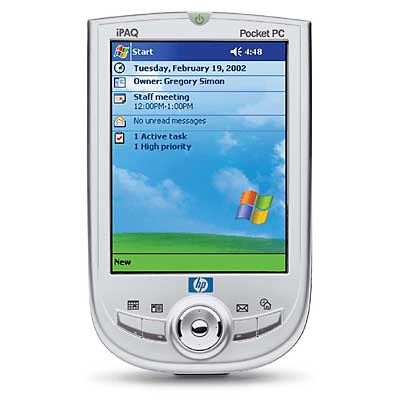 iPAQ
Pocket PC
Start 4:48
Tuesday, February 19, 2002
Owner: Gregory Simon
Staff meeting
12:00PM-1:00PM
No unread messages
1 Active task
1 High priority
New
hp